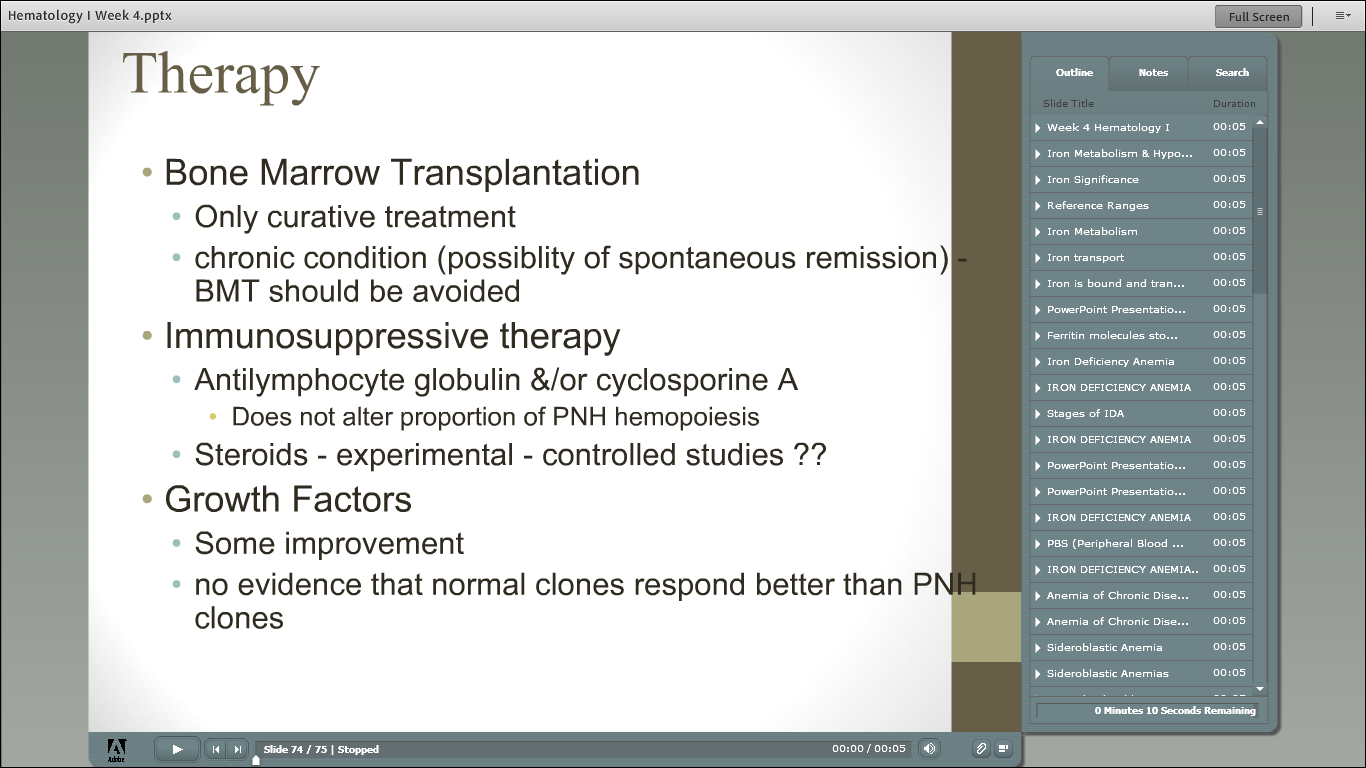 Hematology I Week 4.pptx
Full Screen
Therapy
• Bone Marrow Transplantation
• Only curative treatment
• chronic condition (possiblity of spontaneous remission) -
BMT should be avoided
• Immunosuppressive therapy
• Antilymphocyte globulin &/or cyclosporine A
• Does not alter proportion of PNH hemopoiesis
• Steroids - experimental - controlled studies ??
• Growth Factors
• Some improvement
• no evidence that normal clones respond better than PNH
clones
Outline Notes Search
Slide Title Duration
Week 4 Hematology I 00:05
Iron Metabolism & Hypo... 00:05
Iron Significance 00:05
Reference Ranges 00:05
Iron Metabolism 00:05
Iron transport 00:05
Iron is bound and tran... 00:05
PowerPoint Presentatio... 00:05
Ferritin molecules sto... 00:05
Iron Deficiency Anemia 00:05
IRON DEFICIENCY ANEMIA 00:05
Stages of IDA 00:05
IRON DEFICIENCY ANEMIA 00:05
PowerPoint Presentatio... 00:05
PowerPoint Presentatio... 00:05
IRON DEFICIENCY ANEMIA 00:05
PBS (Peripheral Blood ... 00:05
IRON DEFICIENCY ANEMIA.. 00:05
Anemia of Chronic Dise... 00:05
Anemia of Chronic Dise... 00:05
Sideroblastic Anemia 00:05
Sideroblastic Anemias 00:05
0 Minutes 10 Seconds Remaining
Adobe
Slide 74 / 75 | Stopped
00:00 / 00:05